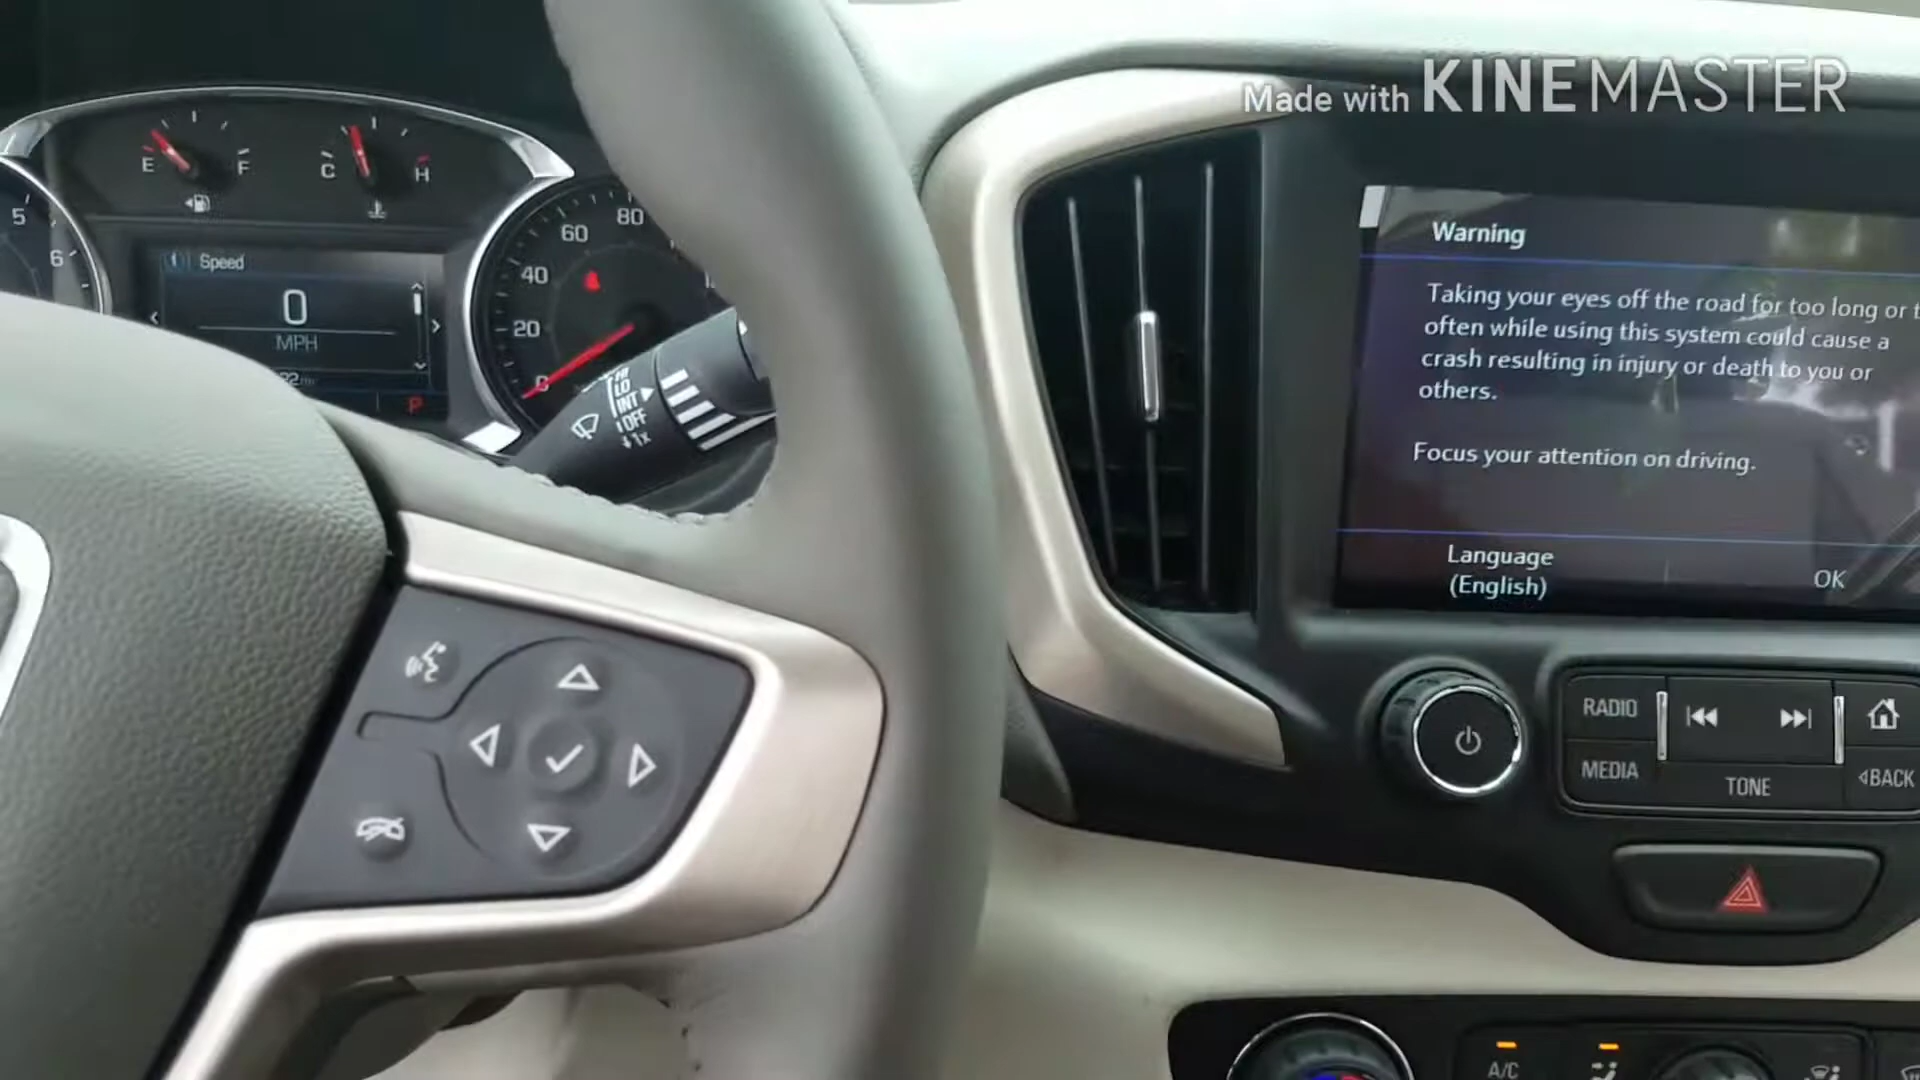 Made with KINEMASTER
E F
C H
5
6
Speed
0
MPH
P
80
60
40
20
0
HI
LO
INT
OFF
1x
Warning
Taking your eyes off the road for too long or
often while using this system could cause a
crash resulting in injury or death to you or
others.
Focus your attention on driving.
Language
(English)
OK
RADIO
MEDIA
TONE
BACK
A/C